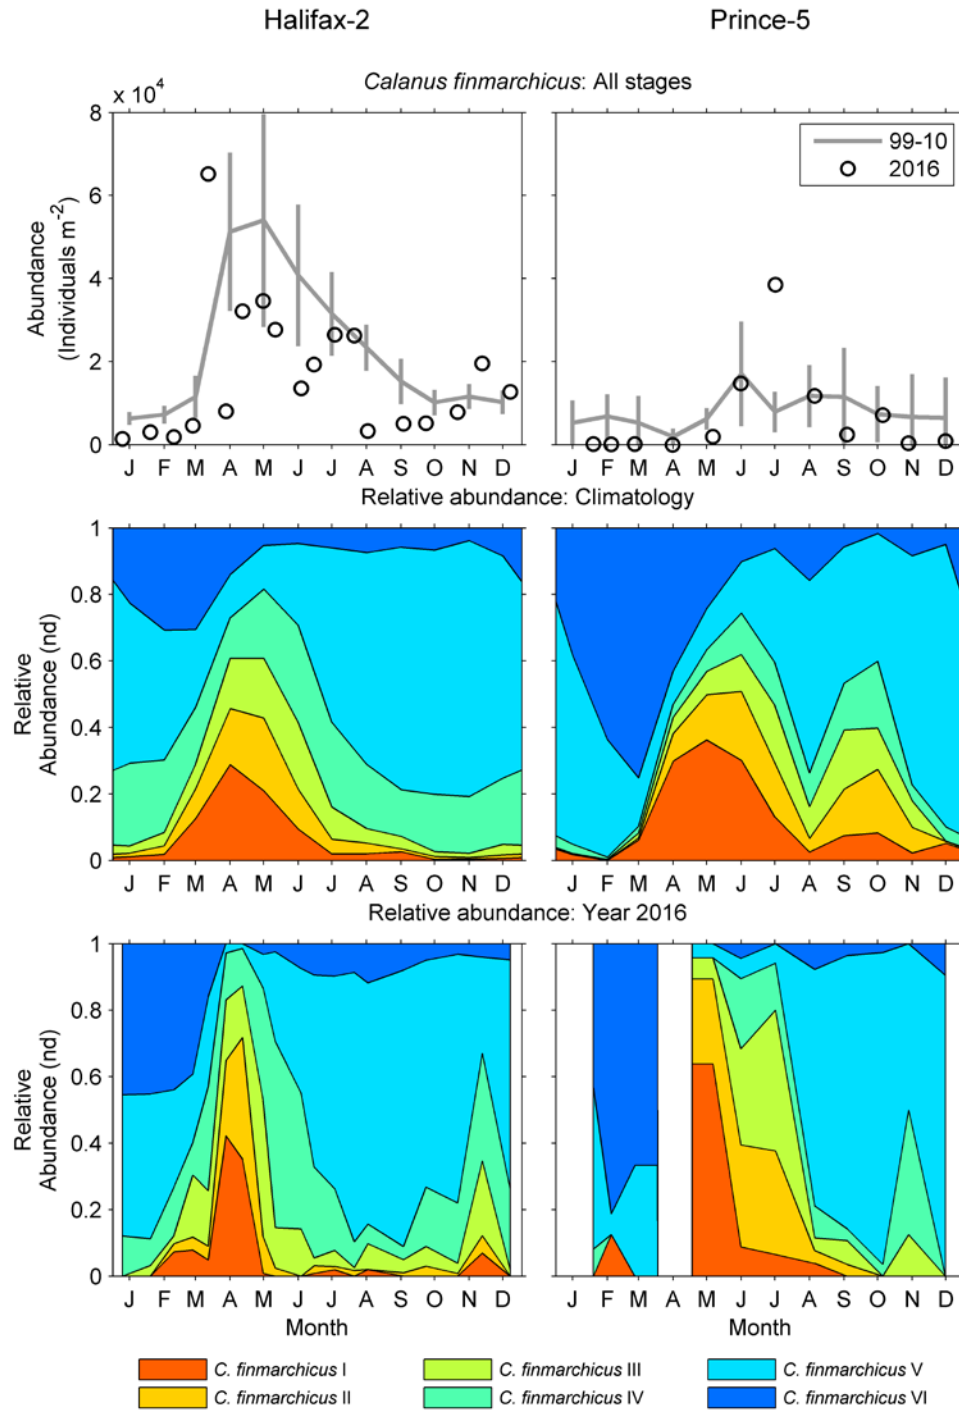 Halifax-2 Prince-5
Calanus finmarchicus: All stages
x 10⁴
8
6
4
2
0
Abundance
(Individuals m⁻²)
99-10
2016
J F M A M J J A S O N D
J F M A M J J A S O N D
Relative abundance: Climatology
1
0.8
0.6
0.4
0.2
0
Relative
Abundance (nd)
J F M A M J J A S O N D
J F M A M J J A S O N D
Relative abundance: Year 2016
1
0.8
0.6
0.4
0.2
0
Relative
Abundance (nd)
J F M A M J J A S O N D
J F M A M J J A S O N D
Month Month
C. finmarchicus I C. finmarchicus III C. finmarchicus V
C. finmarchicus II C. finmarchicus IV C. finmarchicus VI